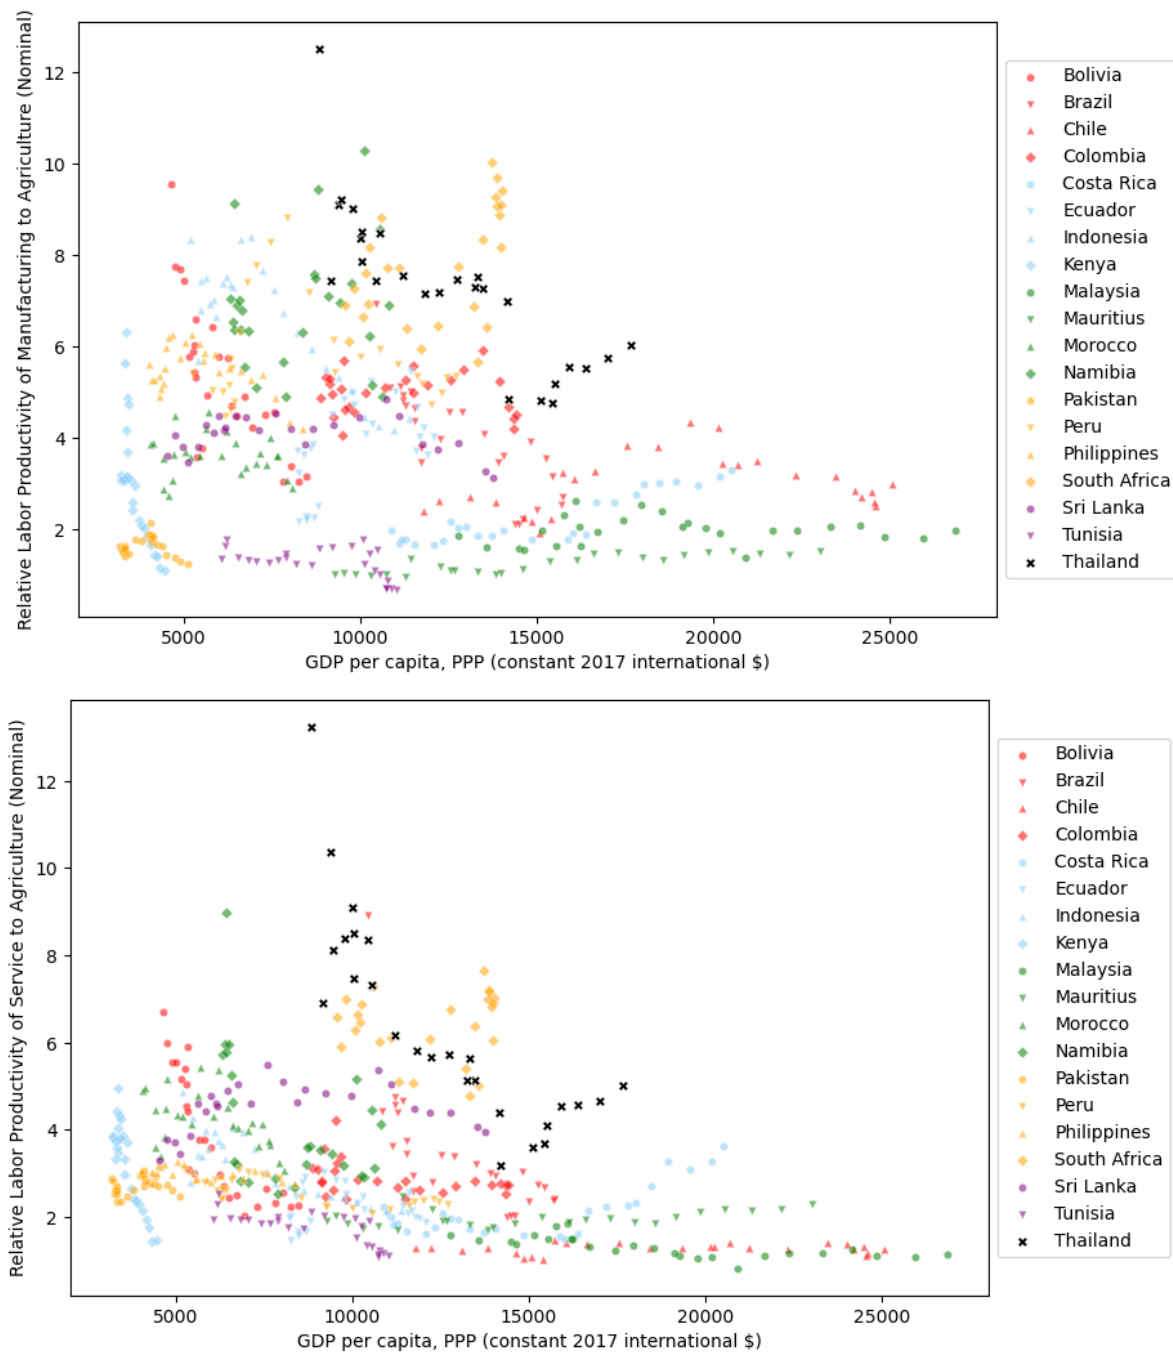 Relative Labor Productivity of Manufacturing to Agriculture (Nominal)
12
10
8
6
4
2
5000 10000 15000 20000 25000
GDP per capita, PPP (constant 2017 international $)
Bolivia
Brazil
Chile
Colombia
Costa Rica
Ecuador
Indonesia
Kenya
Malaysia
Mauritius
Morocco
Namibia
Pakistan
Peru
Philippines
South Africa
Sri Lanka
Tunisia
Thailand
Relative Labor Productivity of Service to Agriculture (Nominal)
12
10
8
6
4
2
5000 10000 15000 20000 25000
GDP per capita, PPP (constant 2017 international $)
Bolivia
Brazil
Chile
Colombia
Costa Rica
Ecuador
Indonesia
Kenya
Malaysia
Mauritius
Morocco
Namibia
Pakistan
Peru
Philippines
South Africa
Sri Lanka
Tunisia
Thailand